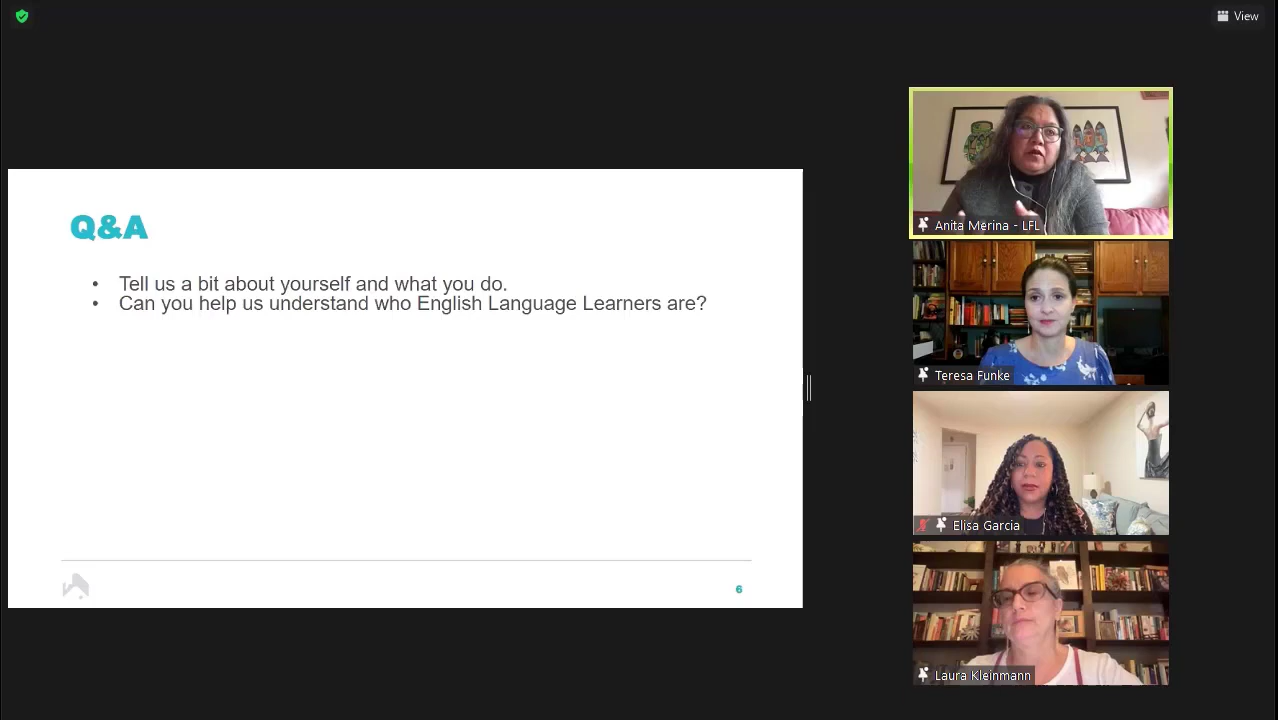 View
Q&A
• Tell us a bit about yourself and what you do.
• Can you help us understand who English Language Learners are?
6
Anita Merina - LFL
Teresa Funke
Elisa Garcia
Laura Kleinmann